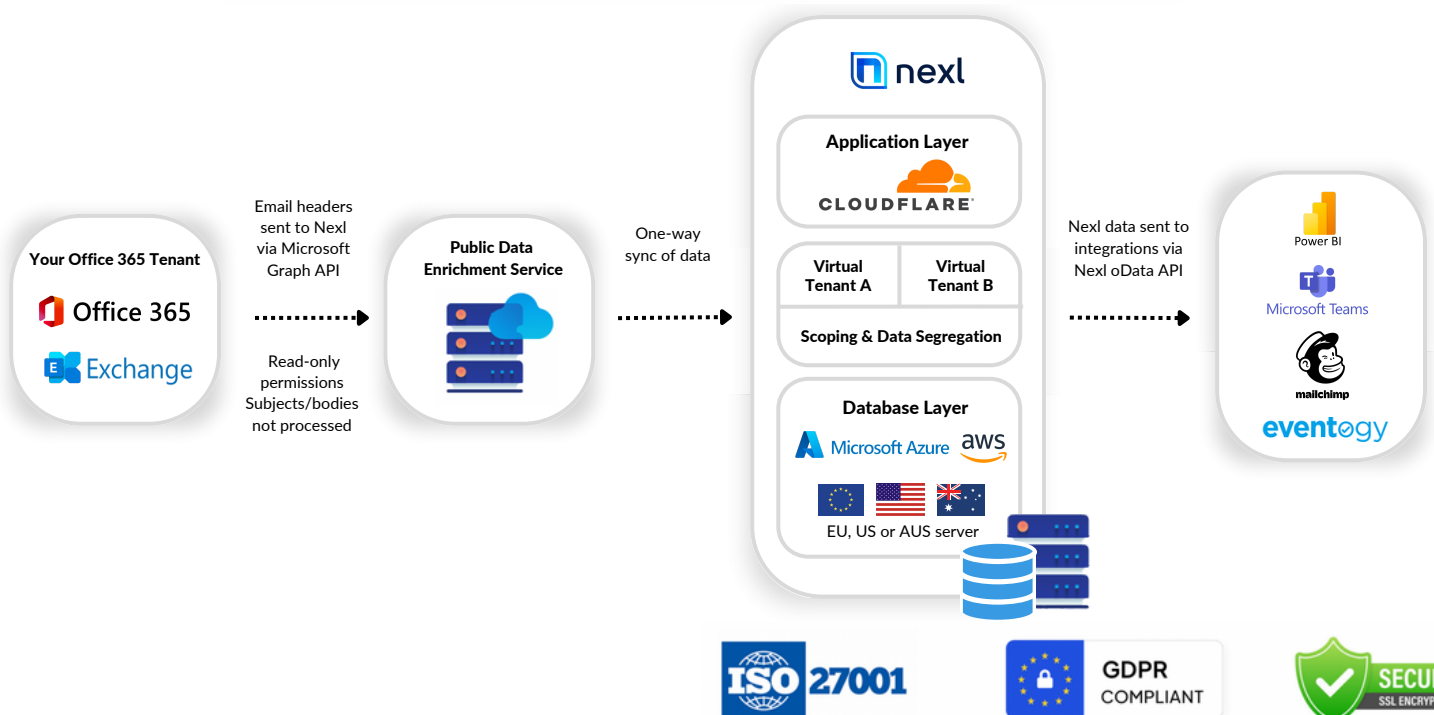 Your Office 365 Tenant
Office 365
E
Exchange
Email headers
sent to Nexl
via Microsoft
Graph API
Read-only
permissions
Subjects/bodies
not processed
Public Data
Enrichment Service
One-way
sync of data
nexl
Application Layer
CLOUDFLARE
Virtual
Tenant A
Virtual
Tenant B
Scoping & Data Segregation
Database Layer
Microsoft Azure
aws
EU, US or AUS server
Nexl data sent to
integrations via
Nexl oData API
Power BI
T
Microsoft Teams
mailchimp
eventogy
ISO 27001
GDPR
COMPLIANT